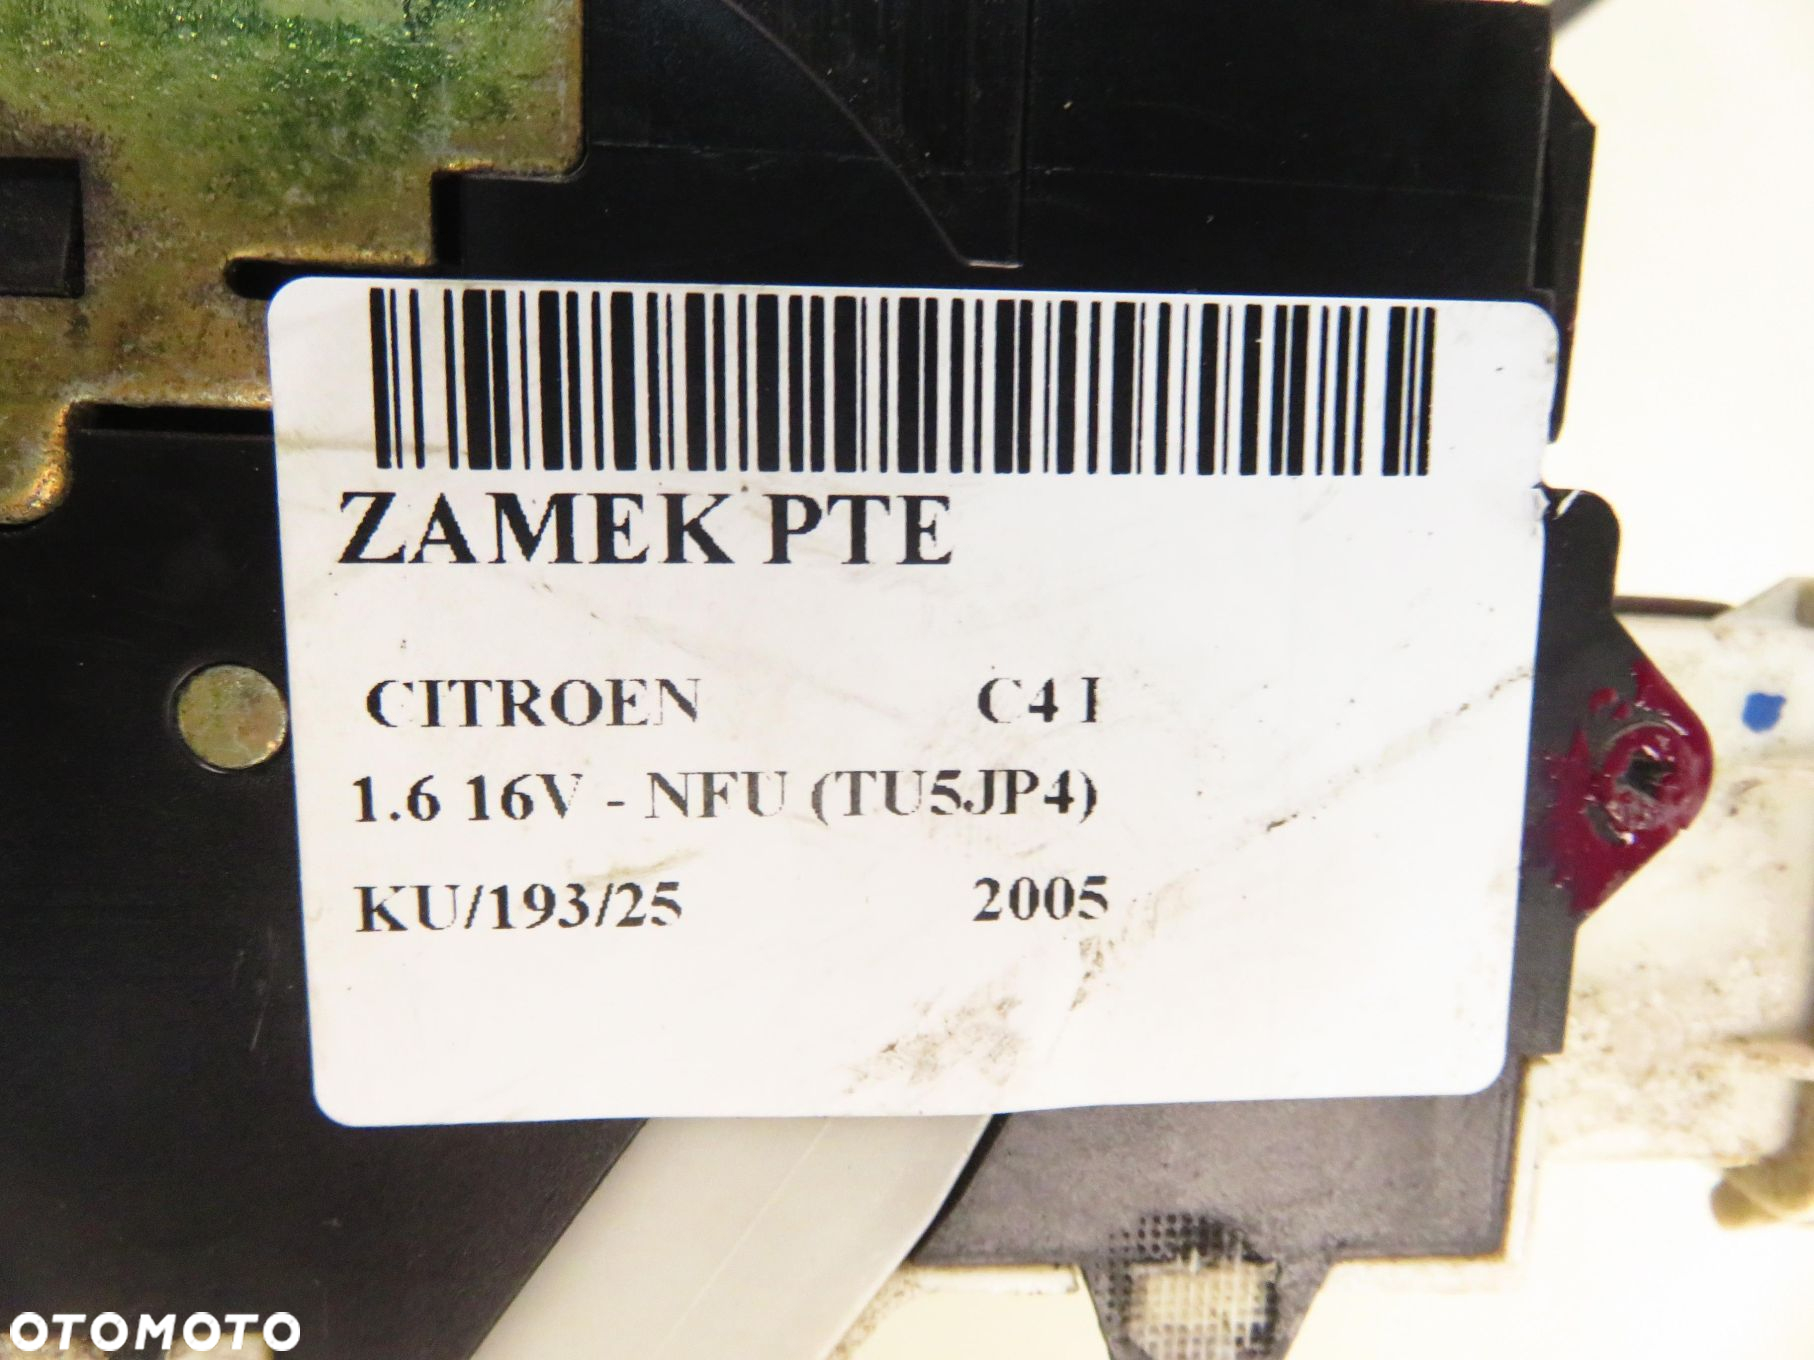 ZAMEK PTE
CITROEN C4 I
1.6 16V - NFU (TU5JP4)
KU/193/25 2005
OTOMOTO